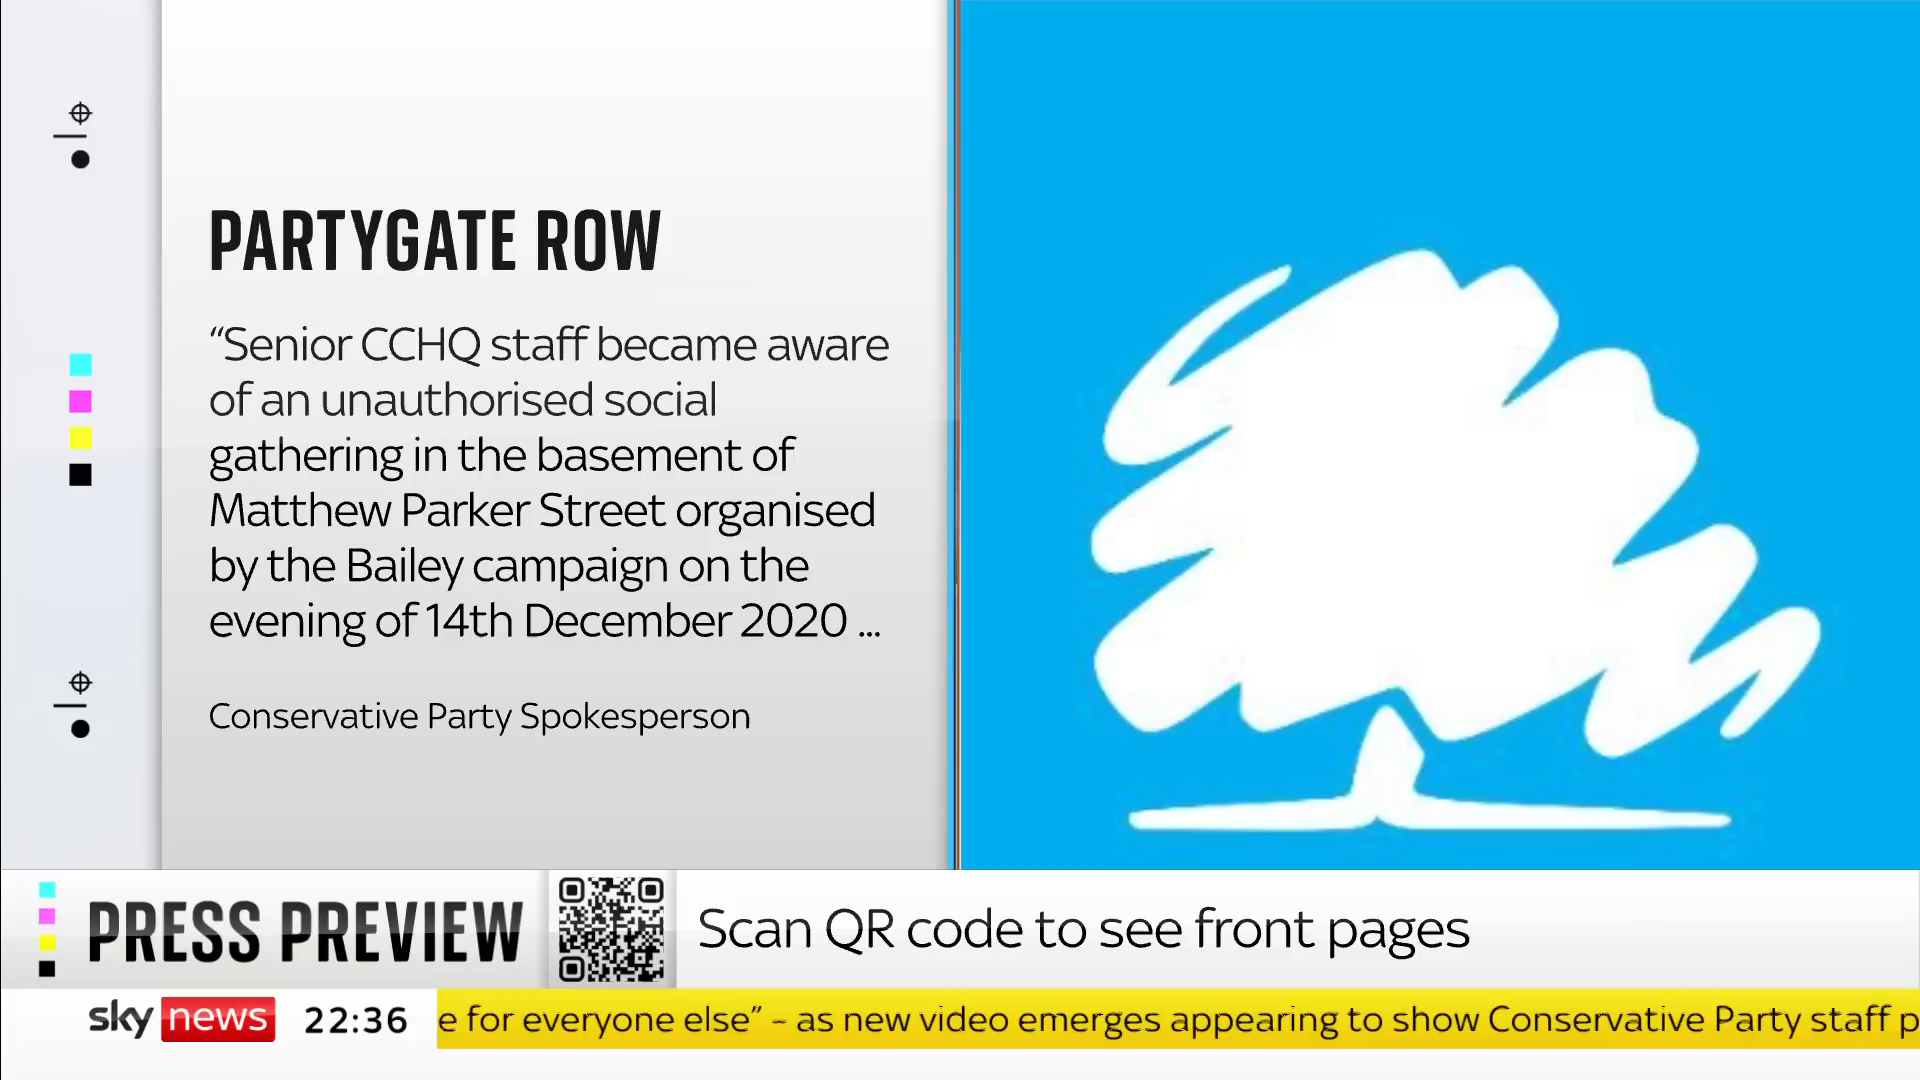 PARTYGATE ROW
“Senior CCHQ staff became aware
of an unauthorised social
gathering in the basement of
Matthew Parker Street organised
by the Bailey campaign on the
evening of 14th December 2020 ...
Conservative Party Spokesperson
PRESS PREVIEW
Scan QR code to see front pages
sky news 22:36 e for everyone else” – as new video emerges appearing to show Conservative Party staff p